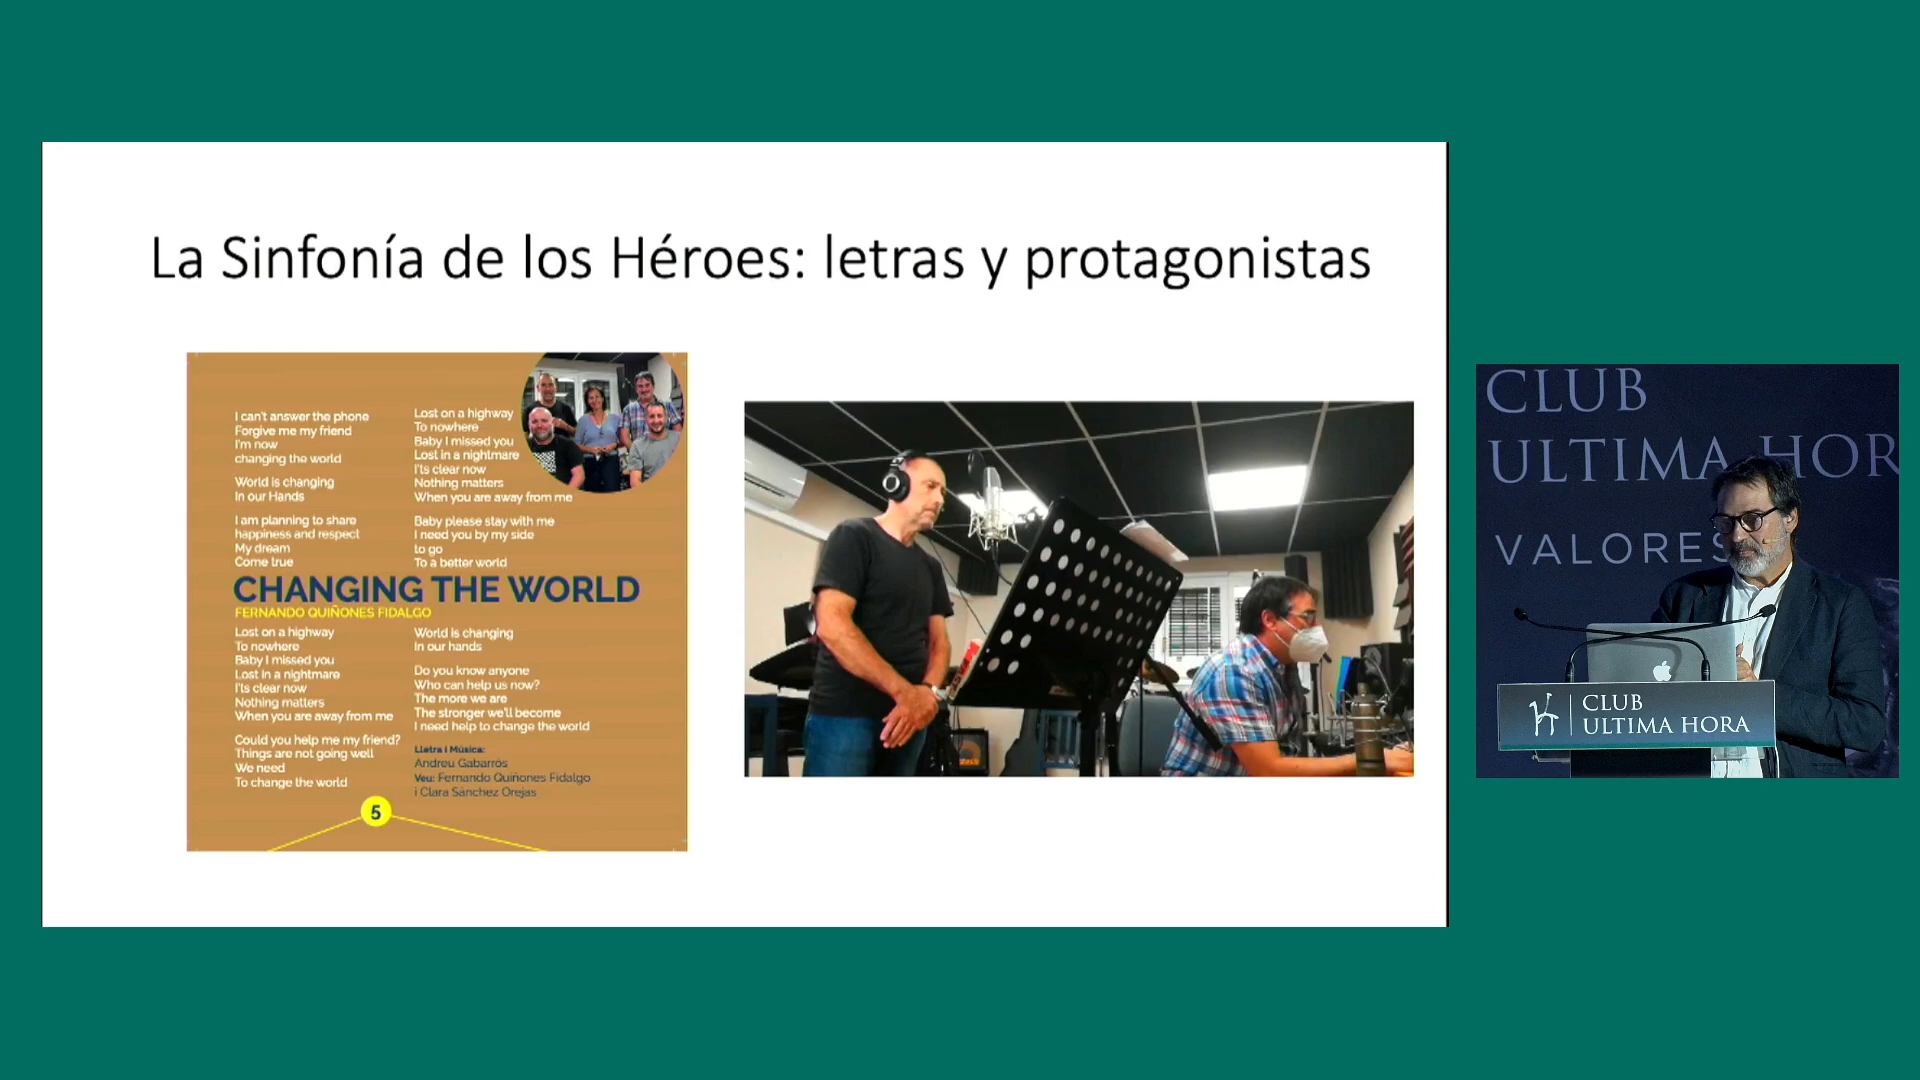 La Sinfonía de los Héroes: letras y protagonistas
I can't answer the phone
Forgive me my friend
I'm now
changing the world
World is changing
In our Hands
I am planning to share
happiness and respect
My dream
Come true
Lost on a highway
To nowhere
Baby I missed you
Lost in a nightmare
I'ts clear now
Nothing matters
When you are away from me
Baby please stay with me
I need you by my side
to go
To a better world
CHANGING THE WORLD
FERNANDO QUIÑONES FIDALGO
Lost on a highway
To nowhere
Baby I missed you
Lost in a nightmare
I'ts clear now
Nothing matters
When you are away from me
Could you help me my friend?
Things are not going well
We need
To change the world
World is changing
In our hands
Do you know anyone
Who can help us now?
The more we are
The stronger we'll become
I need help to change the world
Lletra i Música:
Andreu Gabarrós
Veu: Fernando Quiñones Fidalgo
i Clara Sánchez Orejas
5
CLUB
ULTIMA HOR
VALORES
CLUB
ULTIMA HORA